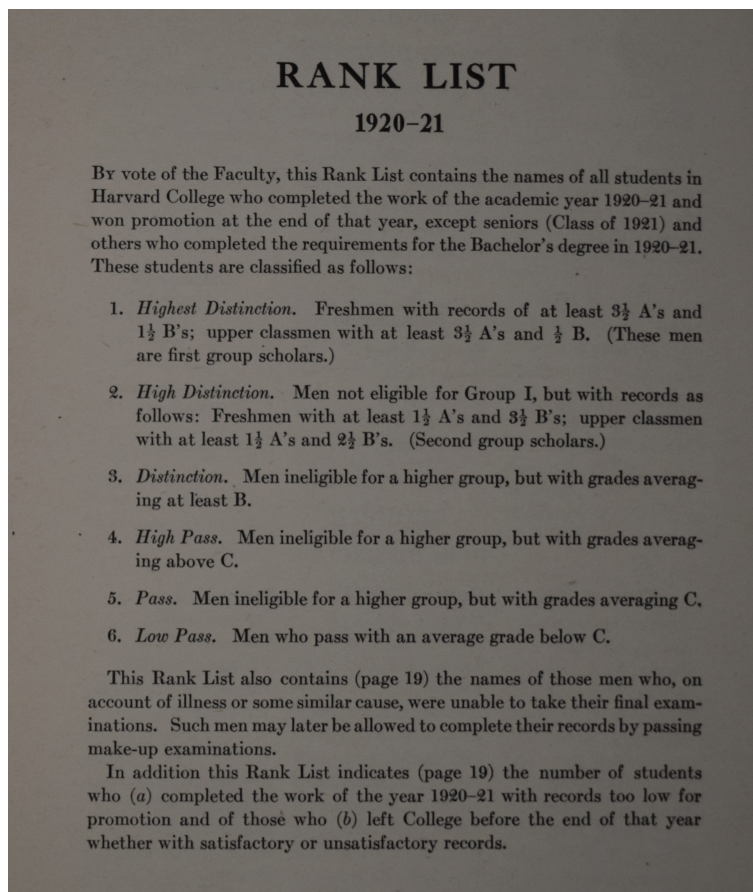 RANK LIST
1920–21
By vote of the Faculty, this Rank List contains the names of all students in
Harvard College who completed the work of the academic year 1920–21 and
won promotion at the end of that year, except seniors (Class of 1921) and
others who completed the requirements for the Bachelor's degree in 1920–21.
These students are classified as follows:
1. Highest Distinction. Freshmen with records of at least 3½ A's and
1½ B's; upper classmen with at least 3½ A's and ½ B. (These men
are first group scholars.)
2. High Distinction. Men not eligible for Group I, but with records as
follows: Freshmen with at least 1½ A's and 3½ B's; upper classmen
with at least 1½ A's and 2½ B's. (Second group scholars.)
3. Distinction. Men ineligible for a higher group, but with grades averag-
ing at least B.
4. High Pass. Men ineligible for a higher group, but with grades averag-
ing above C.
5. Pass. Men ineligible for a higher group, but with grades averaging C.
6. Low Pass. Men who pass with an average grade below C.
This Rank List also contains (page 19) the names of those men who, on
account of illness or some similar cause, were unable to take their final exam-
inations. Such men may later be allowed to complete their records by passing
make-up examinations.
In addition this Rank List indicates (page 19) the number of students
who (a) completed the work of the year 1920–21 with records too low for
promotion and of those who (b) left College before the end of that year
whether with satisfactory or unsatisfactory records.